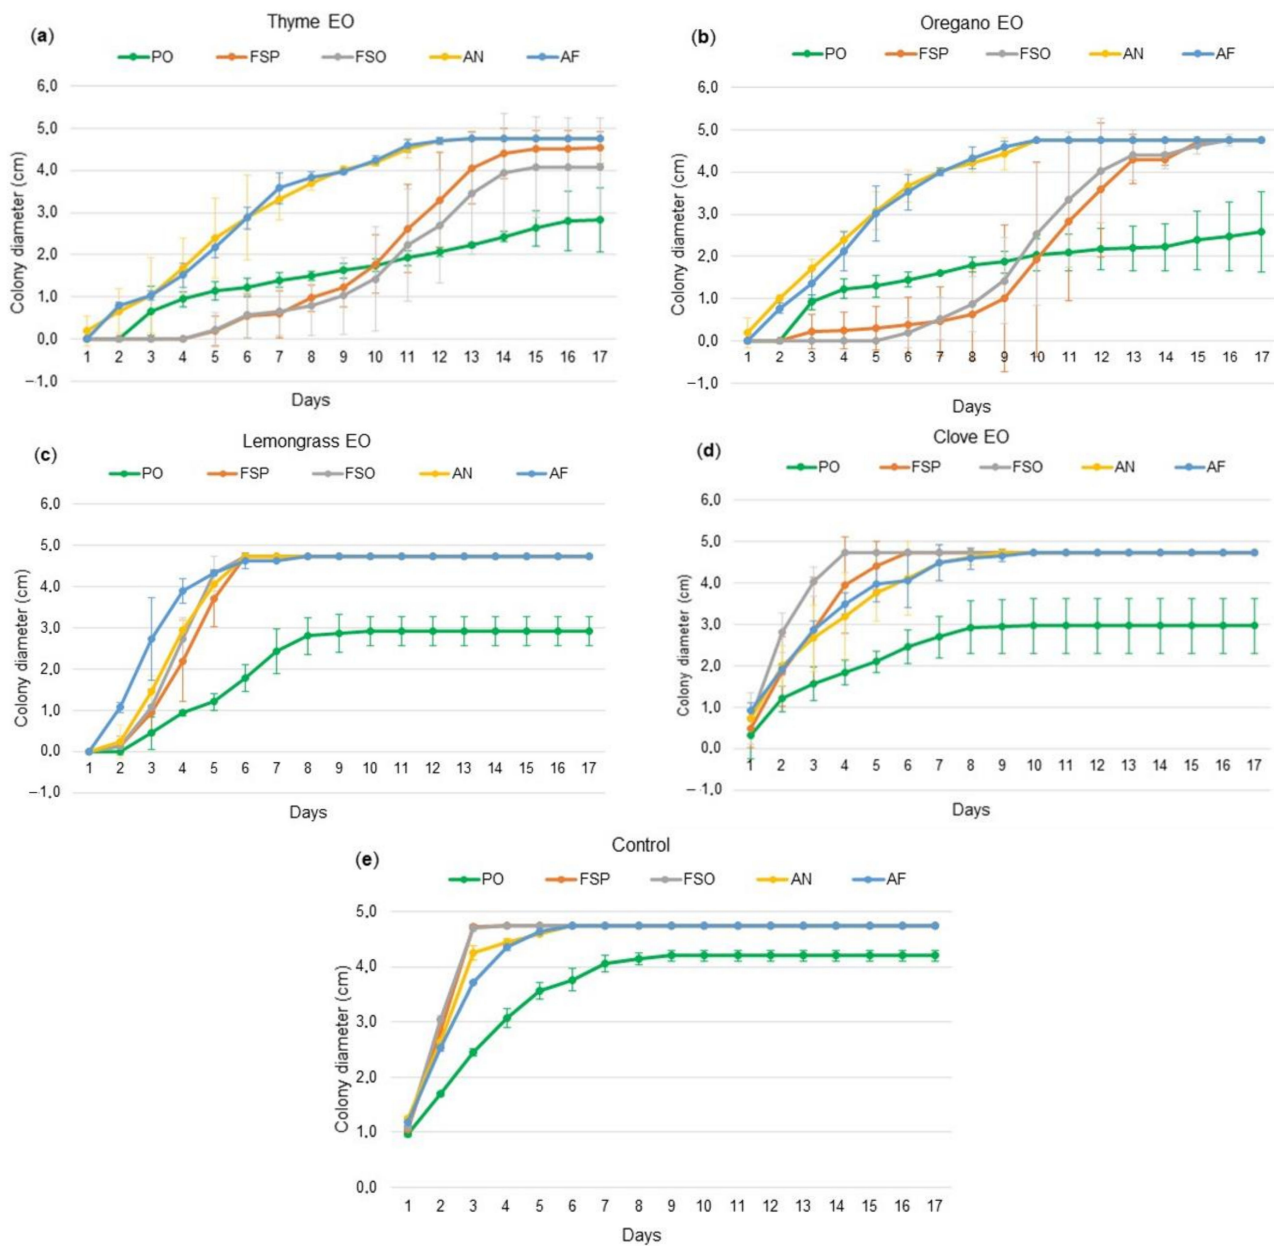 Thyme EO
(a)
PO FSP FSO AN AF
6.0
5.0
4.0
3.0
2.0
1.0
0.0
−1.0
Colony diameter (cm)
1 2 3 4 5 6 7 8 9 10 11 12 13 14 15 16 17
Days
Oregano EO
(b)
PO FSP FSO AN AF
6.0
5.0
4.0
3.0
2.0
1.0
0.0
−1.0
Colony diameter (cm)
1 2 3 4 5 6 7 8 9 10 11 12 13 14 15 16 17
Days
Lemongrass EO
(c)
PO FSP FSO AN AF
6.0
5.0
4.0
3.0
2.0
1.0
0.0
−1.0
Colony diameter (cm)
1 2 3 4 5 6 7 8 9 10 11 12 13 14 15 16 17
Days
Clove EO
(d)
PO FSP FSO AN AF
6.0
5.0
4.0
3.0
2.0
1.0
0.0
−1.0
Colony diameter (cm)
1 2 3 4 5 6 7 8 9 10 11 12 13 14 15 16 17
Days
Control
(e)
PO FSP FSO AN AF
5.0
4.0
3.0
2.0
1.0
0.0
Colony diameter (cm)
1 2 3 4 5 6 7 8 9 10 11 12 13 14 15 16 17
Days